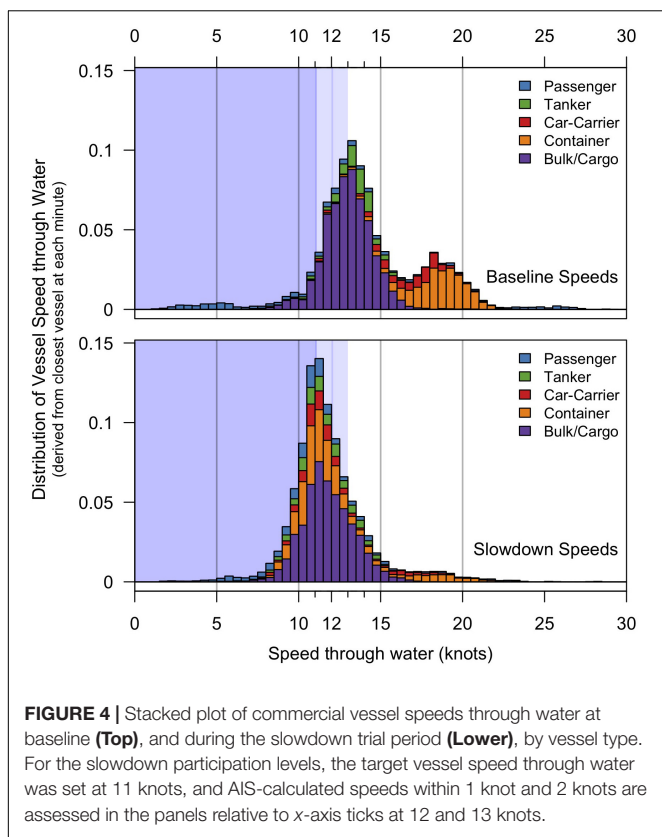 0 5 10 12 15 20 25 30
0.15
0.1
0.05
0
Passenger
Tanker
Car-Carrier
Container
Bulk/Cargo
Baseline Speeds
Distribution of Vessel Speed through Water
(derived from closest vessel at each minute)
0.15
0.1
0.05
0
Passenger
Tanker
Car-Carrier
Container
Bulk/Cargo
Slowdown Speeds
0 5 10 12 15 20 25 30
Speed through water (knots)
FIGURE 4 | Stacked plot of commercial vessel speeds through water at
baseline (Top), and during the slowdown trial period (Lower), by vessel type.
For the slowdown participation levels, the target vessel speed through water
was set at 11 knots, and AIS-calculated speeds within 1 knot and 2 knots are
assessed in the panels relative to x-axis ticks at 12 and 13 knots.